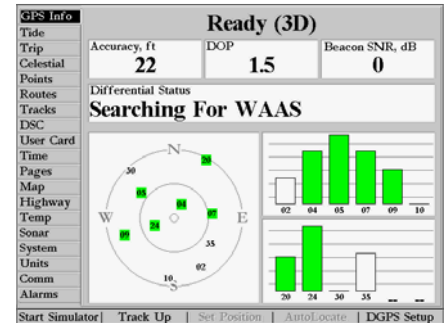 GPS Info
Tide
Trip
Celestial
Points
Routes
Tracks
DSC
User Card
Time
Pages
Map
Highway
Temp
Sonar
System
Units
Comm
Alarms
Ready (3D)
Accuracy, ft
22
DOP
1.5
Beacon SNR, dB
0
Differential Status
Searching For WAAS
N
20
30
05
04
07
W
E
24
09
35
02
10
S
02 04 05 07 09 10
20 24 30 35 -- --
Start Simulator| Track Up | Set Position | AutoLocate | DGPS Setup